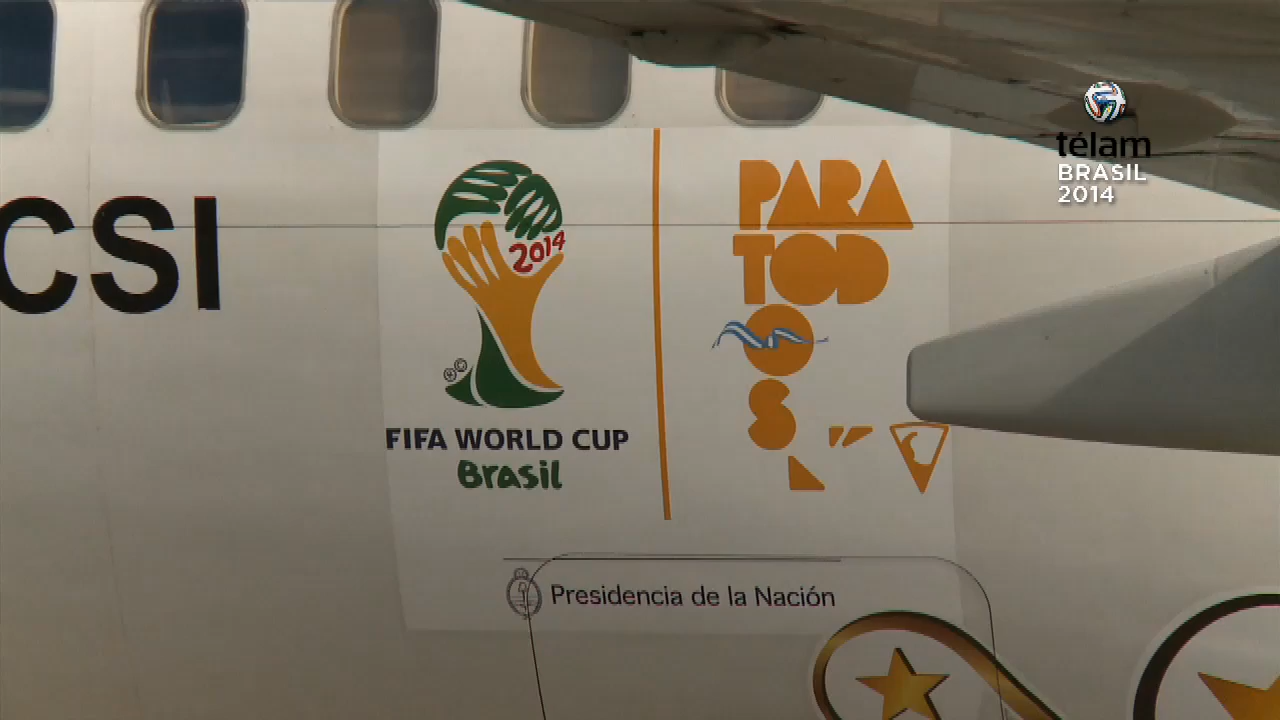 télam
BRASIL
2014
CSI
2014
FIFA WORLD CUP
Brasil
PARA
TOD
O
S
Presidencia de la Nación